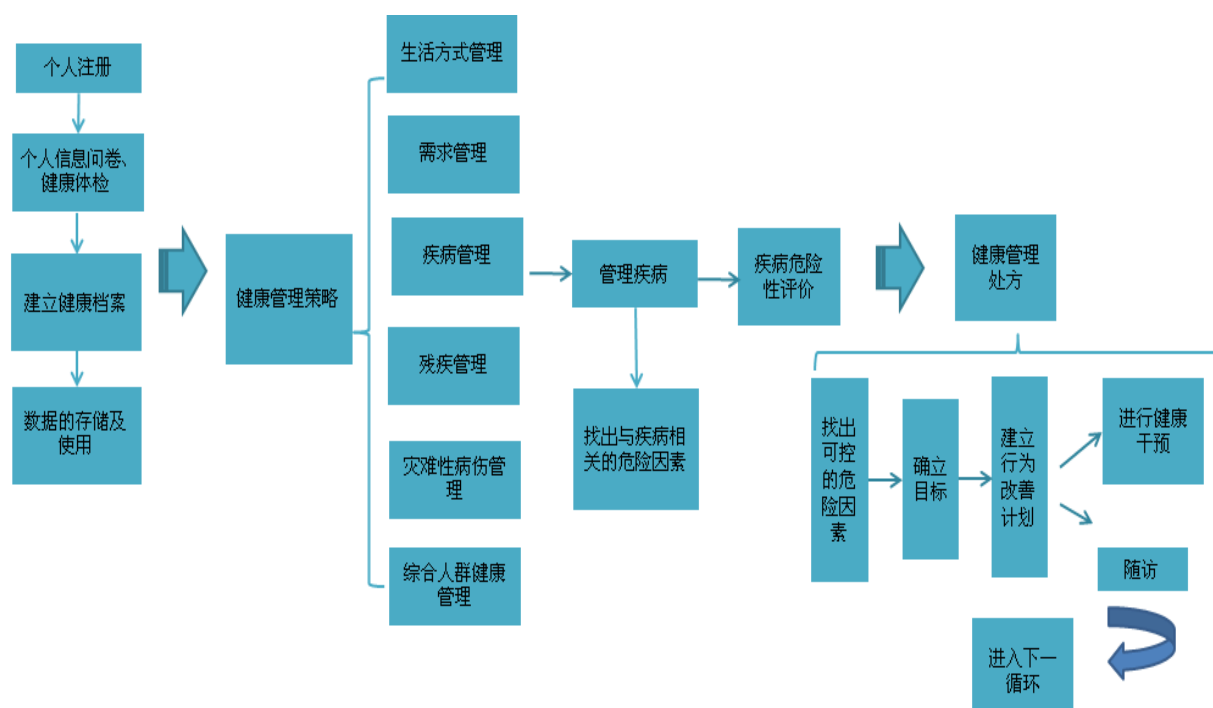 个人注册
个人信息问卷、
健康体检
建立健康档案
数据的存储及
使用
健康管理策略
生活方式管理
需求管理
疾病管理
残疾管理
灾难性病伤管
理
综合人群健康
管理
管理疾病
找出与疾病相
关的危险因素
疾病危险
性评价
健康管理
处方
找出
可控
的危
险因
素
确立
目标
建立
行为
改善
计划
进行健康
干预
随访
进入下一
循环